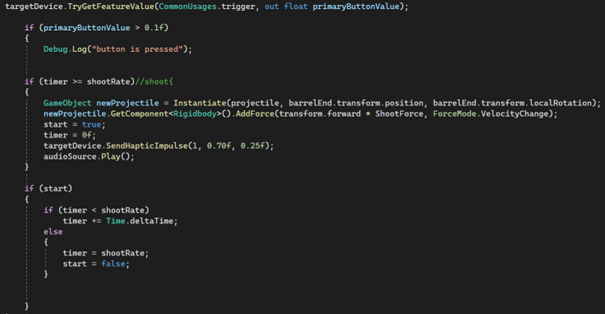 targetDevice.TryGetFeatureValue(CommonUsages.trigger, out float primaryButtonValue);
if (primaryButtonValue > 0.1f)
{
Debug.Log("button is pressed");
if (timer >= shootRate)//shoot{
{
GameObject newProjectile = Instantiate(projectile, barrelEnd.transform.position, barrelEnd.transform.localRotation);
newProjectile.GetComponent<Rigidbody>().AddForce(transform.forward * ShootForce, ForceMode.VelocityChange);
start = true;
timer = 0f;
targetDevice.SendHapticImpulse(1, 0.70f, 0.25f);
audioSource.Play();
}
if (start)
{
if (timer < shootRate)
timer += Time.deltaTime;
else
{
timer = shootRate;
start = false;
}
}